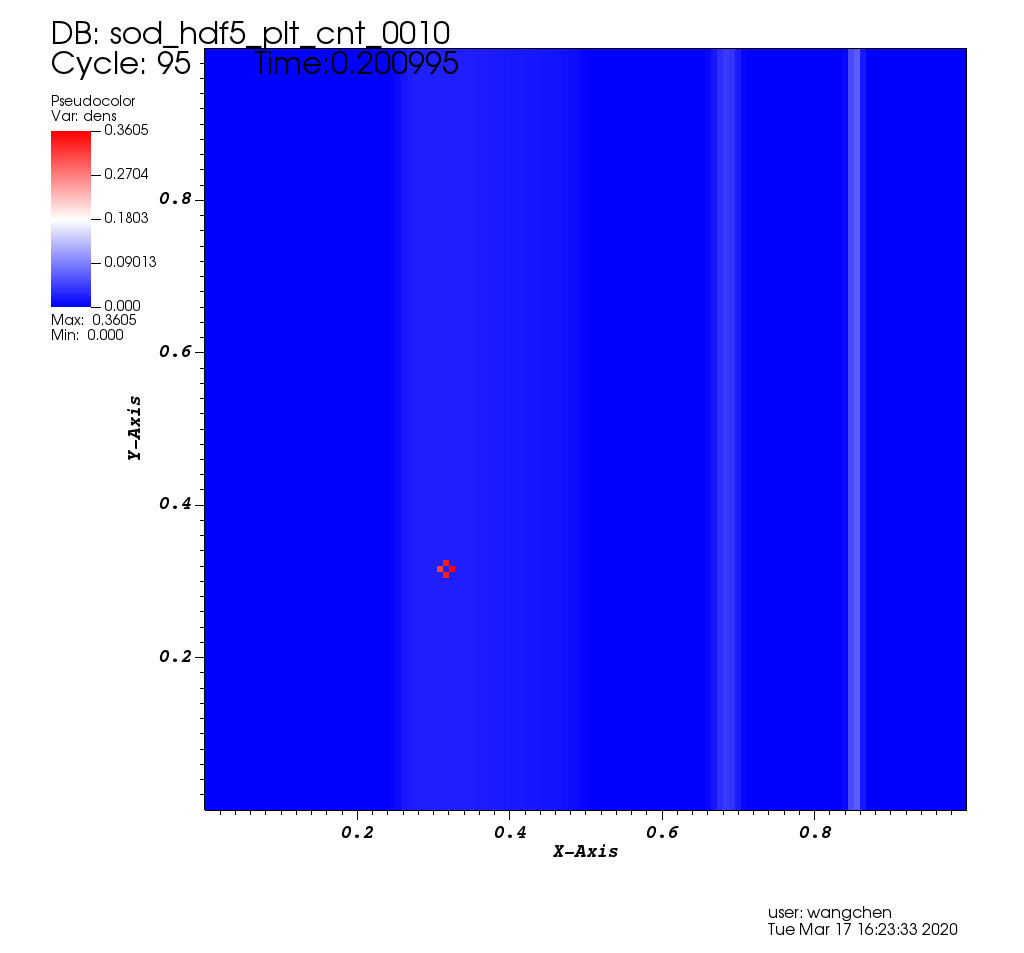 DB: sod_hdf5_plt_cnt_0010
Cycle: 95 Time:0.200995
Pseudocolor
Var: dens
0.3605
0.2704
0.1803
0.09013
0.000
Max: 0.3605
Min: 0.000
0.8
0.6
0.4
0.2
Y-Axis
0.2 0.4 0.6 0.8
X-Axis
user: wangchen
Tue Mar 17 16:23:33 2020